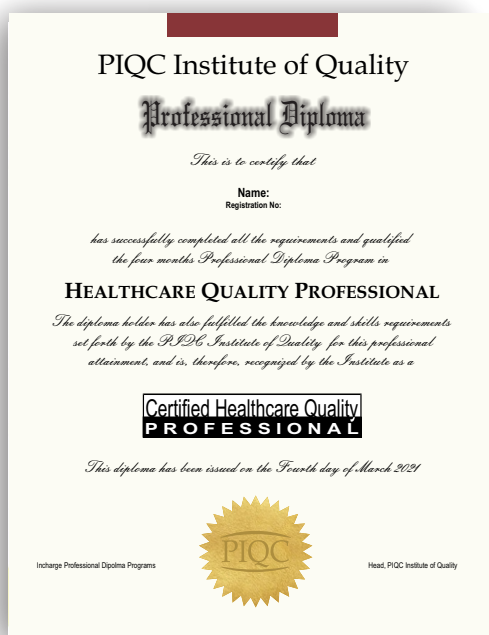 PIQC Institute of Quality
Professional Diploma
This is to certify that
Name:
Registration No:
has successfully completed all the requirements and qualified
the four months Professional Diploma Program in
HEALTHCARE QUALITY PROFESSIONAL
The diploma holder has also fulfilled the knowledge and skills requirements
set forth by the PIQC Institute of Quality for this professional
attainment, and is, therefore, recognized by the Institute as a
Certified Healthcare Quality
PROFESSIONAL
This diploma has been issued on the Fourth day of March 2021
PIQC
Incharge Professional Dipolma Programs
Head, PIQC Institute of Quality